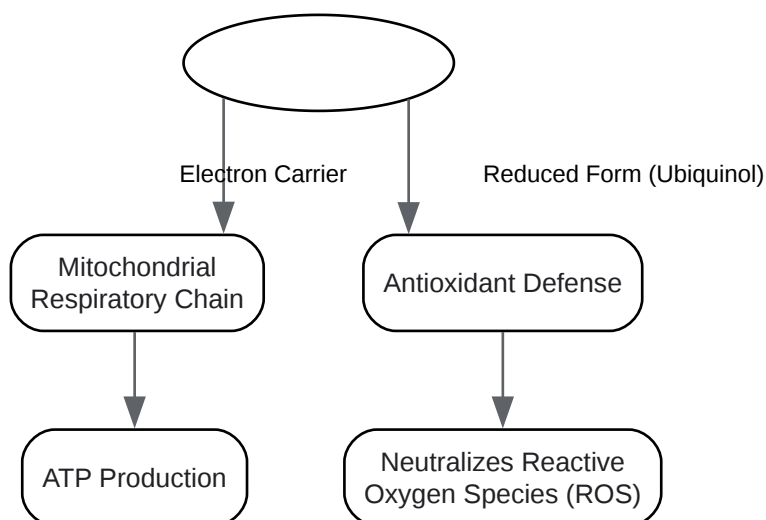 Electron Carrier
Reduced Form (Ubiquinol)
Mitochondrial
Respiratory Chain
Antioxidant Defense
ATP Production
Neutralizes Reactive
Oxygen Species (ROS)